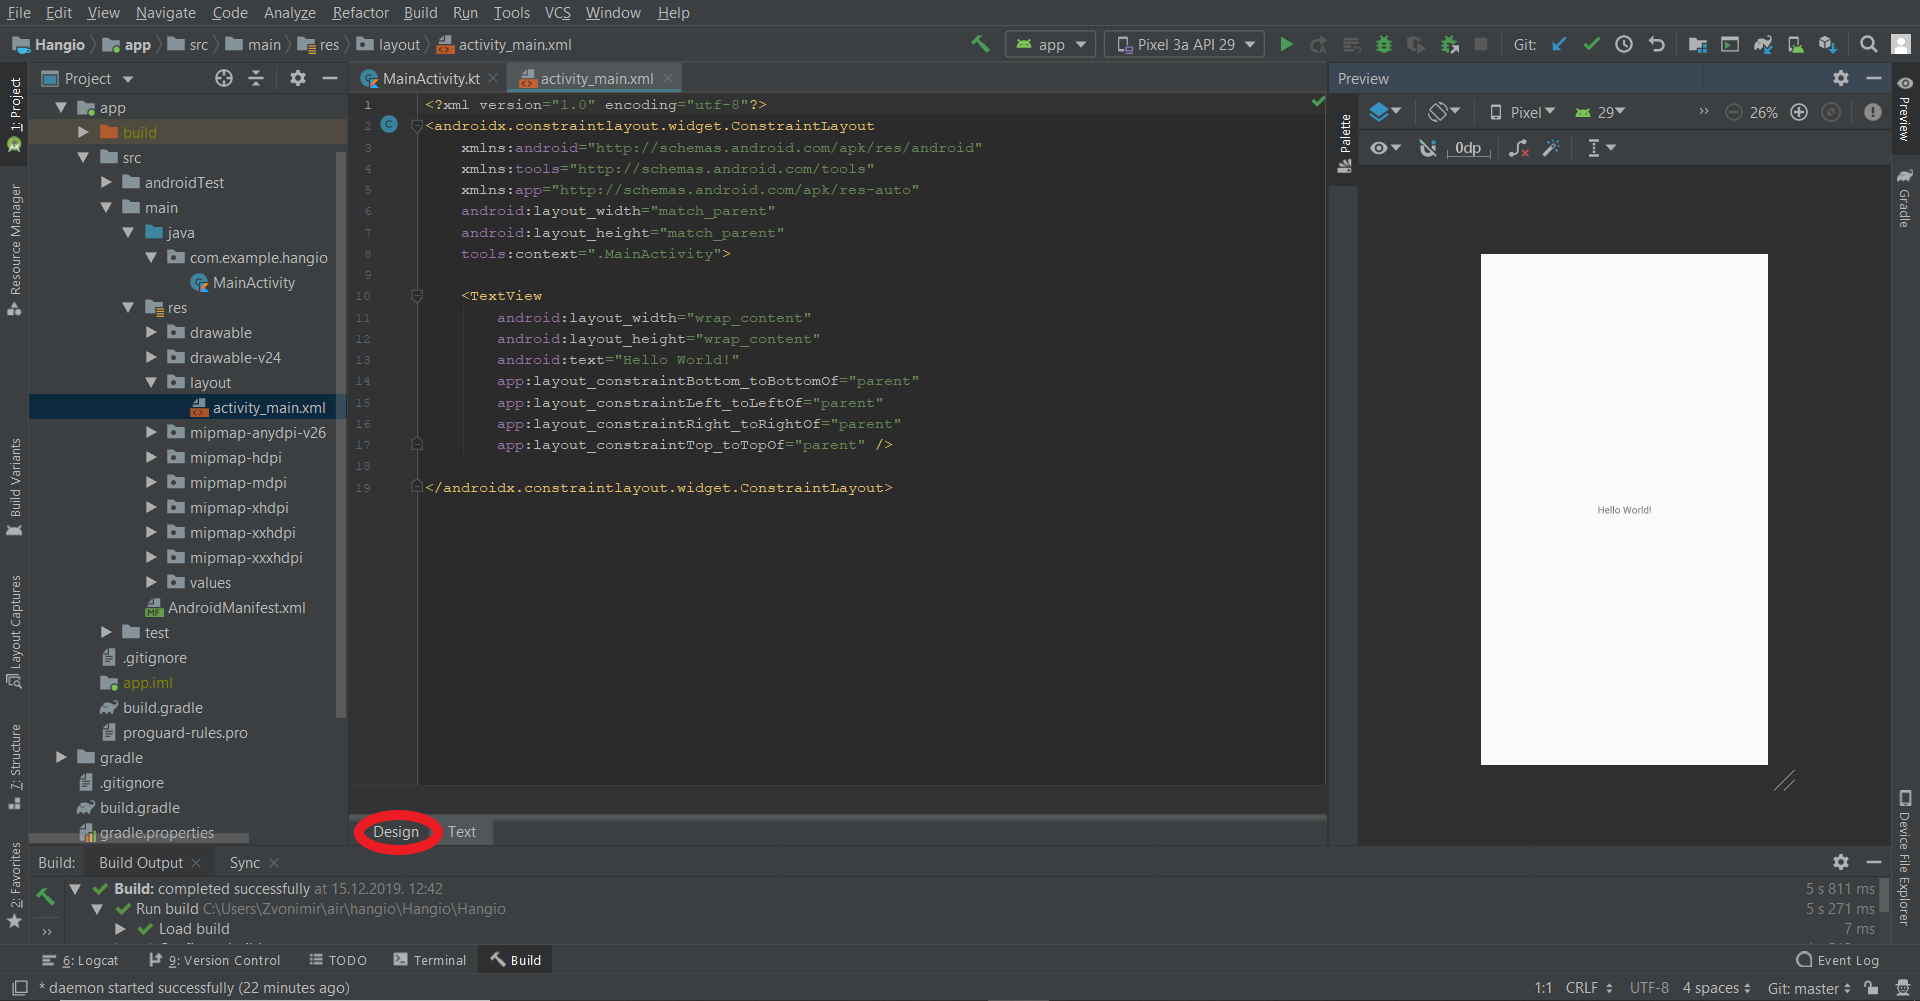 File Edit View Navigate Code Analyze Refactor Build Run Tools VCS Window Help
Hangio app src main res layout activity_main.xml app Pixel 3a API 29 Git:
Project MainActivity.kt activity_main.xml Preview
1: Project
Resource Manager
Build Variants
Layout Captures
7: Structure
2: Favorites
app
build
src
androidTest
main
java
com.example.hangio
MainActivity
res
drawable
drawable-v24
layout
activity_main.xml
mipmap-anydpi-v26
mipmap-hdpi
mipmap-mdpi
mipmap-xhdpi
mipmap-xxhdpi
mipmap-xxxhdpi
values
AndroidManifest.xml
test
.gitignore
app.iml
build.gradle
proguard-rules.pro
gradle
.gitignore
build.gradle
gradle.properties
1 <?xml version="1.0" encoding="utf-8"?>
2 <androidx.constraintlayout.widget.ConstraintLayout
3 xmlns:android="http://schemas.android.com/apk/res/android"
4 xmlns:tools="http://schemas.android.com/tools"
5 xmlns:app="http://schemas.android.com/apk/res-auto"
6 android:layout_width="match_parent"
7 android:layout_height="match_parent"
8 tools:context=".MainActivity">
9
10 <TextView
11 android:layout_width="wrap_content"
12 android:layout_height="wrap_content"
13 android:text="Hello World!"
14 app:layout_constraintBottom_toBottomOf="parent"
15 app:layout_constraintLeft_toLeftOf="parent"
16 app:layout_constraintRight_toRightOf="parent"
17 app:layout_constraintTop_toTopOf="parent" />
18
19 </androidx.constraintlayout.widget.ConstraintLayout>
Design Text
Palette
Pixel 29 26%
0dp
Hello World!
Preview
Gradle
Device File Explorer
Build: Build Output Sync
Build: completed successfully at 15.12.2019. 12:42 5 s 811 ms
Run build C:\Users\Zvonimir\air\hangio\Hangio\Hangio 5 s 271 ms
Load build 7 ms
6: Logcat 9: Version Control TODO Terminal Build Event Log
* daemon started successfully (22 minutes ago) 1:1 CRLF UTF-8 4 spaces Git: master